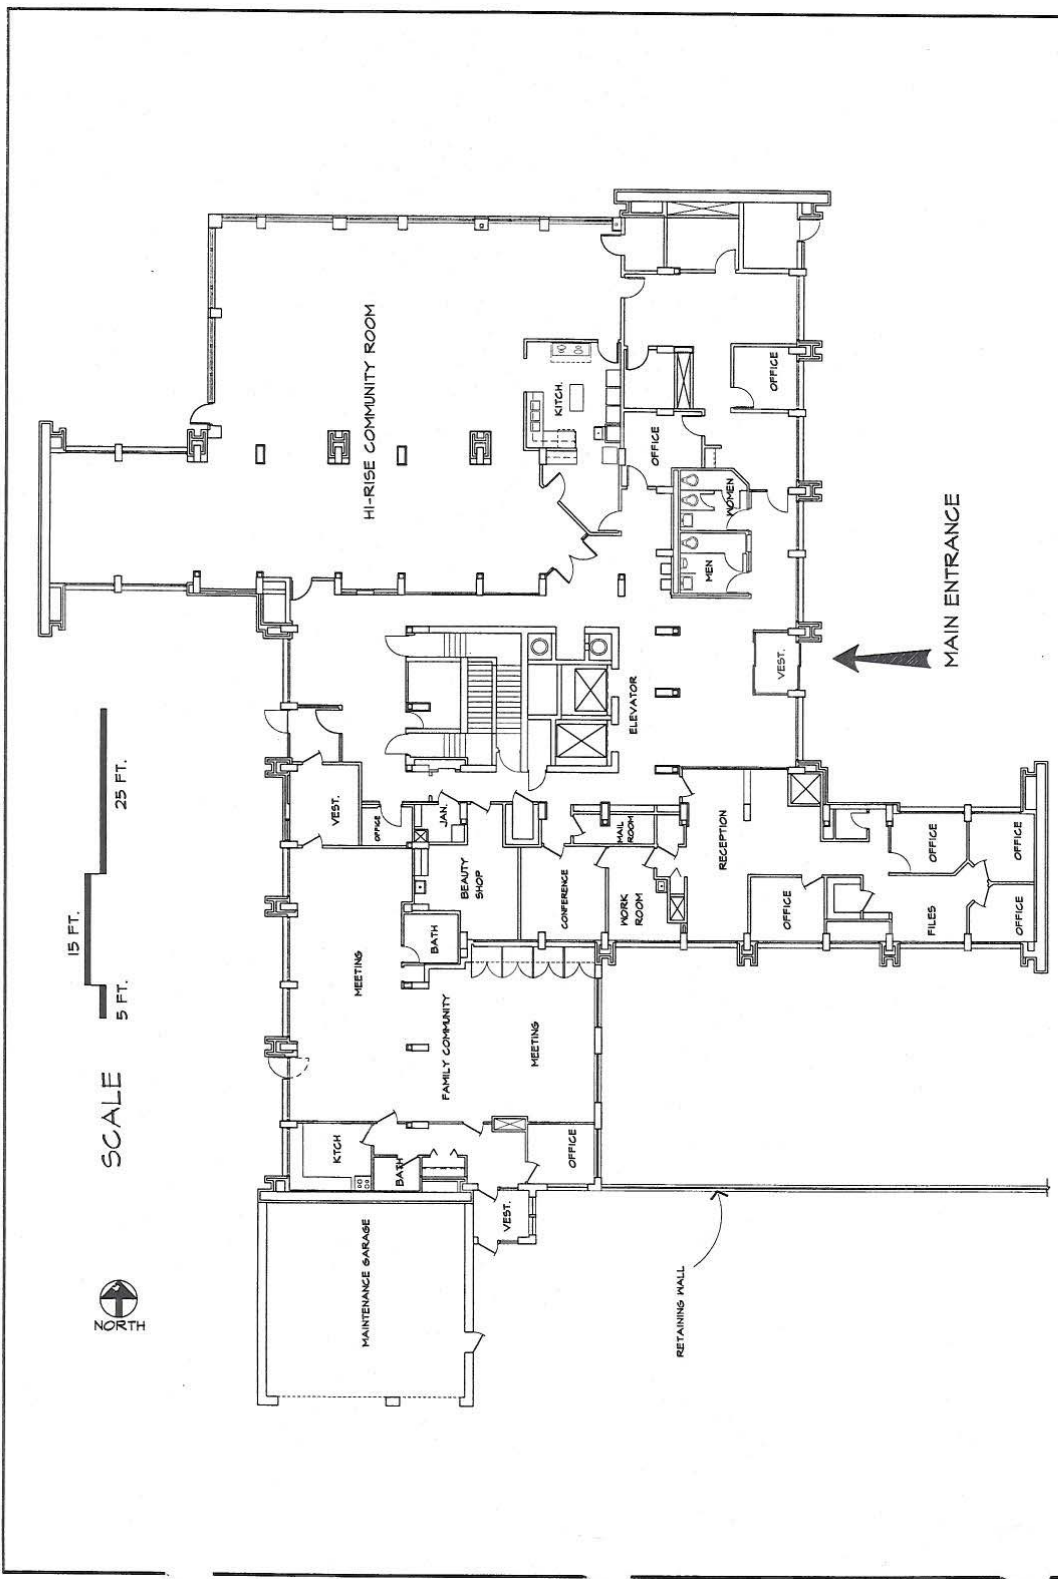 NORTH
SCALE
5 FT.
15 FT.
25 FT.
MAINTENANCE GARAGE
KTCH
BATH
VEST.
OFFICE
MEETING
FAMILY COMMUNITY
MEETING
BATH
BEAUTY
SHOP
VEST.
OFFICE
JAN.
CONFERENCE
WORK
ROOM
MAIL
ROOM
RECEPTION
OFFICE
FILES
OFFICE
OFFICE
OFFICE
ELEVATOR
HI-RISE COMMUNITY ROOM
KITCH.
OFFICE
MEN
WOMEN
OFFICE
VEST.
MAIN ENTRANCE
RETAINING WALL